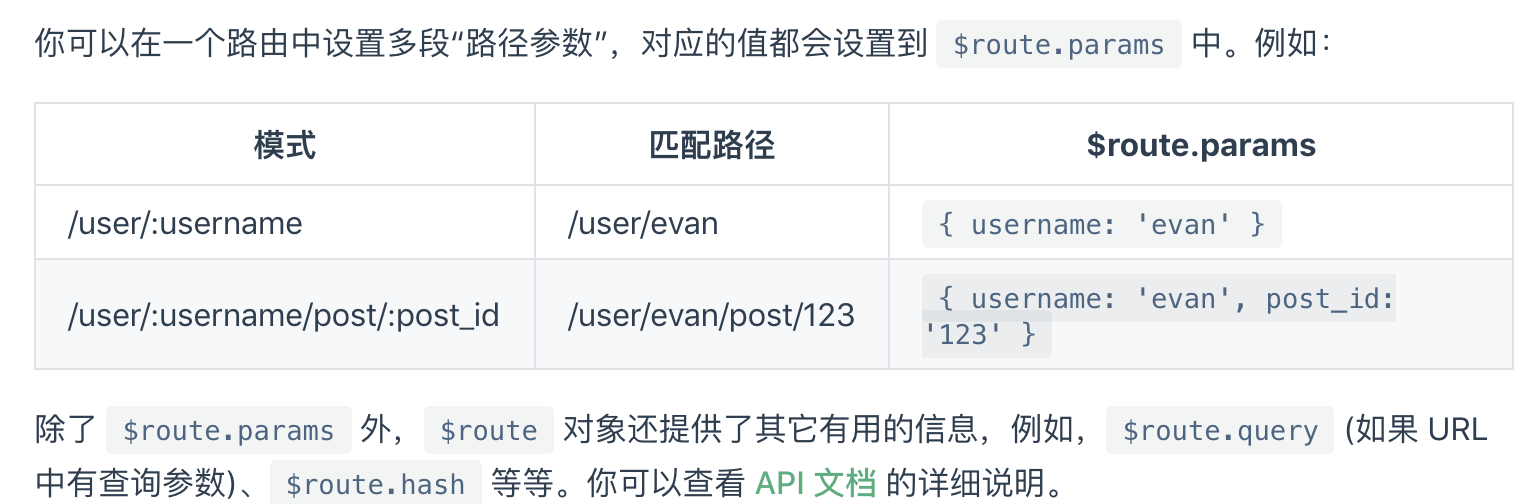 你可以在一个路由中设置多段“路径参数”，对应的值都会设置到 $route.params 中。例如：
模式 匹配路径 $route.params
/user/:username /user/evan { username: 'evan' }
/user/:username/post/:post_id /user/evan/post/123 { username: 'evan', post_id:
'123' }
除了 $route.params 外，$route 对象还提供了其它有用的信息，例如，$route.query (如果 URL
中有查询参数)、$route.hash 等等。你可以查看 API 文档 的详细说明。